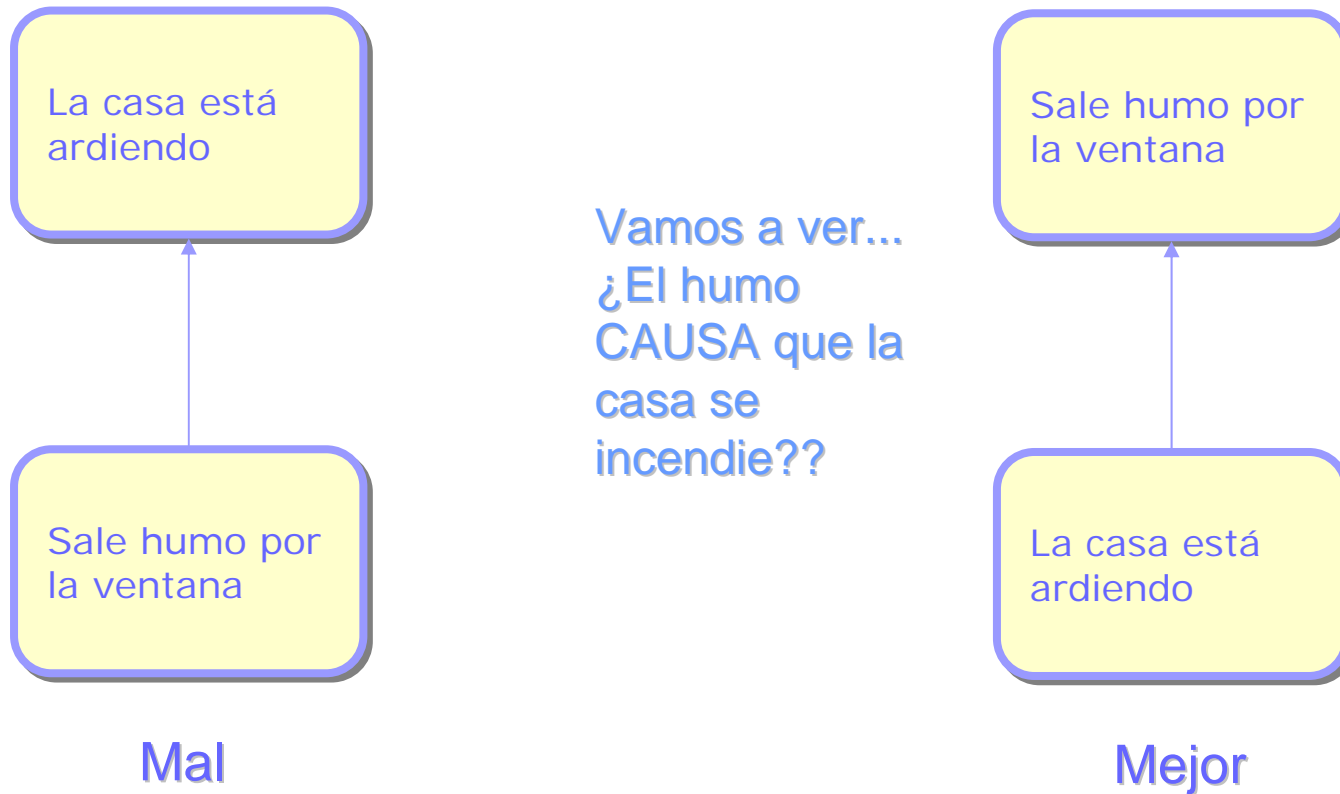 La casa está
ardiendo
Sale humo por
la ventana
Mal
Vamos a ver...
¿El humo
CAUSA que la
casa se
incendie??
Sale humo por
la ventana
La casa está
ardiendo
Mejor